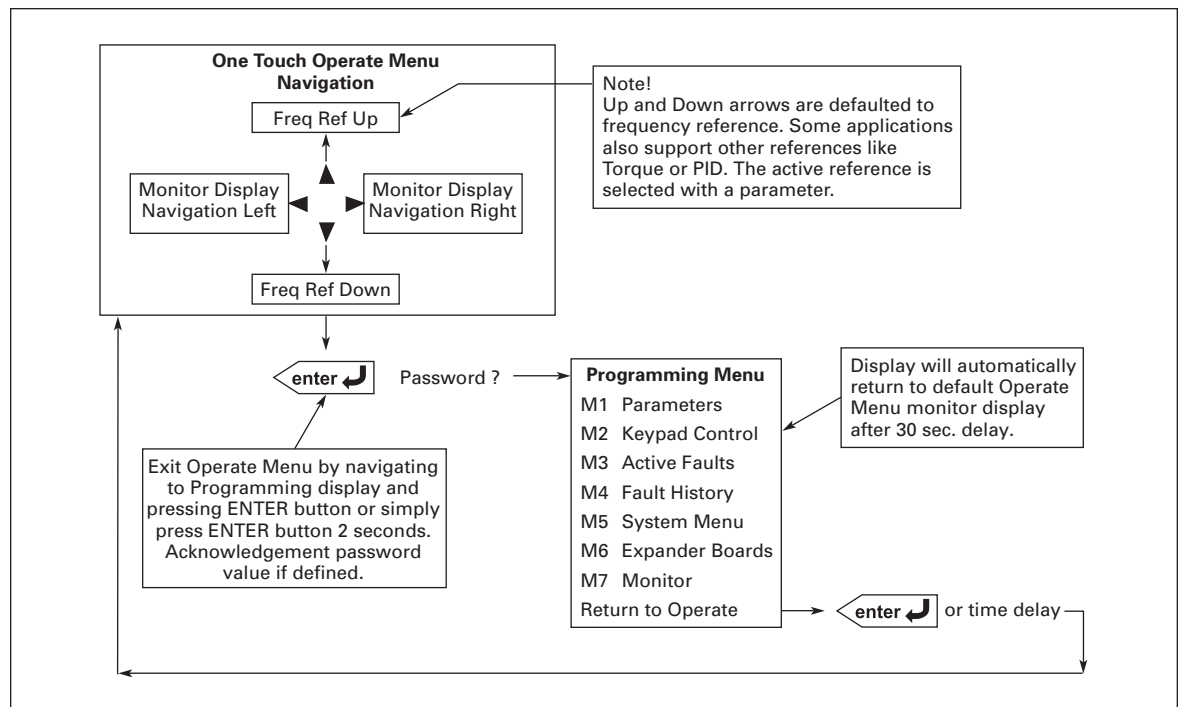 One Touch Operate Menu
Navigation
Freq Ref Up
Monitor Display
Navigation Left
Monitor Display
Navigation Right
Freq Ref Down
Note!
Up and Down arrows are defaulted to
frequency reference. Some applications
also support other references like
Torque or PID. The active reference is
selected with a parameter.
enter
Password ?
Exit Operate Menu by navigating
to Programming display and
pressing ENTER button or simply
press ENTER button 2 seconds.
Acknowledgement password
value if defined.
Programming Menu
M1 Parameters
M2 Keypad Control
M3 Active Faults
M4 Fault History
M5 System Menu
M6 Expander Boards
M7 Monitor
Return to Operate
Display will automatically
return to default Operate
Menu monitor display
after 30 sec. delay.
enter
or time delay